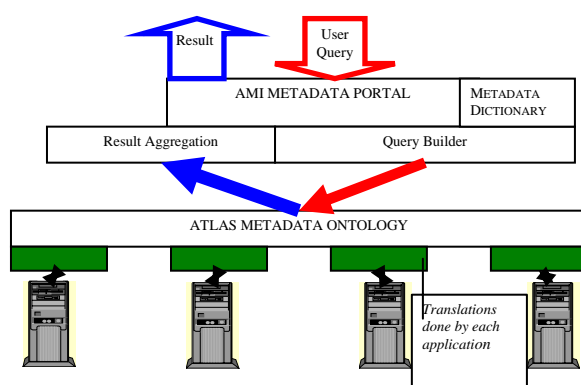 Result
User
Query
AMI METADATA PORTAL
METADATA
DICTIONARY
Result Aggregation
Query Builder
ATLAS METADATA ONTOLOGY
Translations
done by each
application